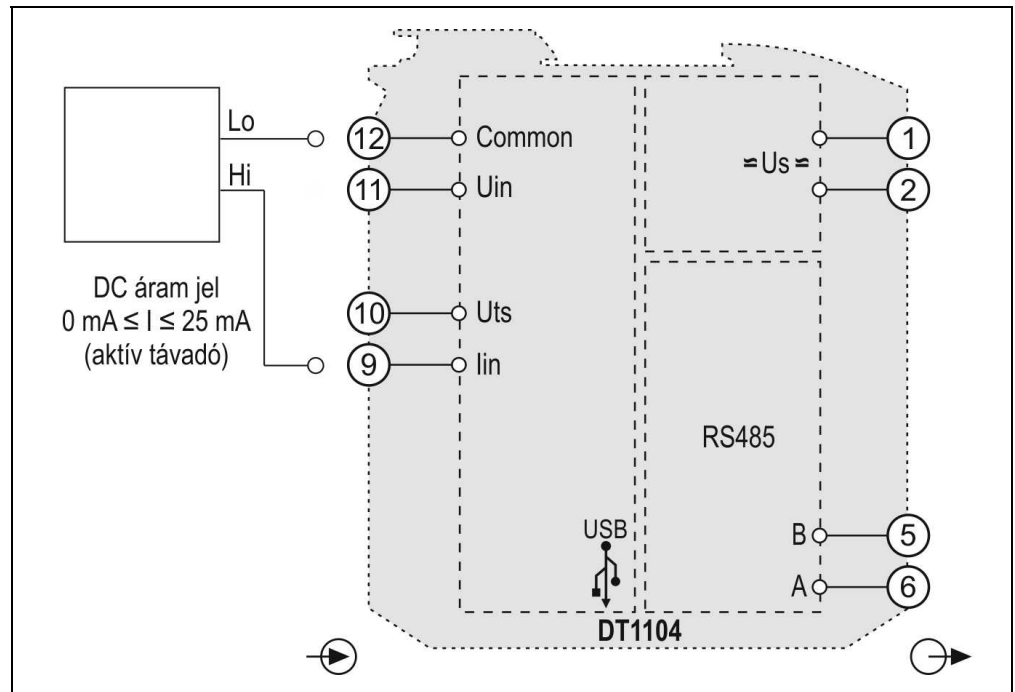 Lo
Hi
DC áram jel
0 mA ≤ I ≤ 25 mA
(aktív távadó)
12
Common
11
Uin
10
Uts
9
Iin
≂Us≂
1
2
RS485
USB
B
5
A
6
DT1104